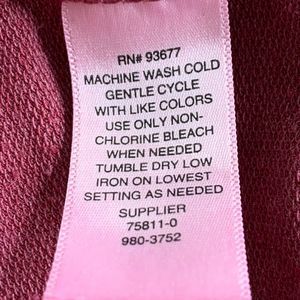 RN# 93677
MACHINE WASH COLD
GENTLE CYCLE
WITH LIKE COLORS
USE ONLY NON-
CHLORINE BLEACH
WHEN NEEDED
TUMBLE DRY LOW
IRON ON LOWEST
SETTING AS NEEDED
SUPPLIER
75811-0
980-3752